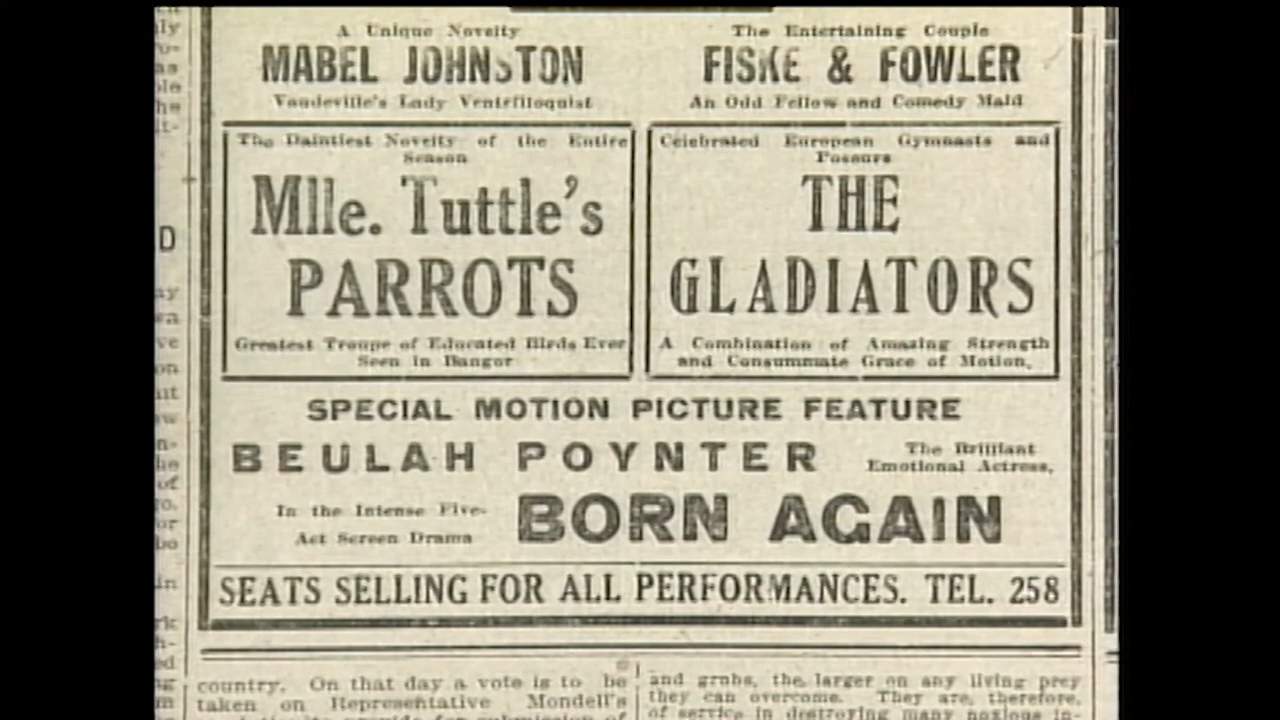 A Unique Novelty
MABEL JOHNSTON
Vaudeville's Lady Ventriloquist
The Entertaining Couple
FISKE & FOWLER
An Odd Fellow and Comedy Maid
The Daintiest Novelty of the Entire
Season
Mlle. Tuttle's
PARROTS
Greatest Troupe of Educated Birds Ever
Seen in Bangor
Celebrated European Gymnasts and
Poseurs
THE
GLADIATORS
A Combination of Amazing Strength
and Consummate Grace of Motion.
SPECIAL MOTION PICTURE FEATURE
BEULAH POYNTER
The Brilliant
Emotional Actress,
In the Intense Five-
Act Screen Drama
BORN AGAIN
SEATS SELLING FOR ALL PERFORMANCES. TEL. 258
country. On that day a vote is to be
taken on Representative Mondell's
and grubs, the larger on any living prey
they can overcome. They are, therefore,
of service in destroying many noxious in-